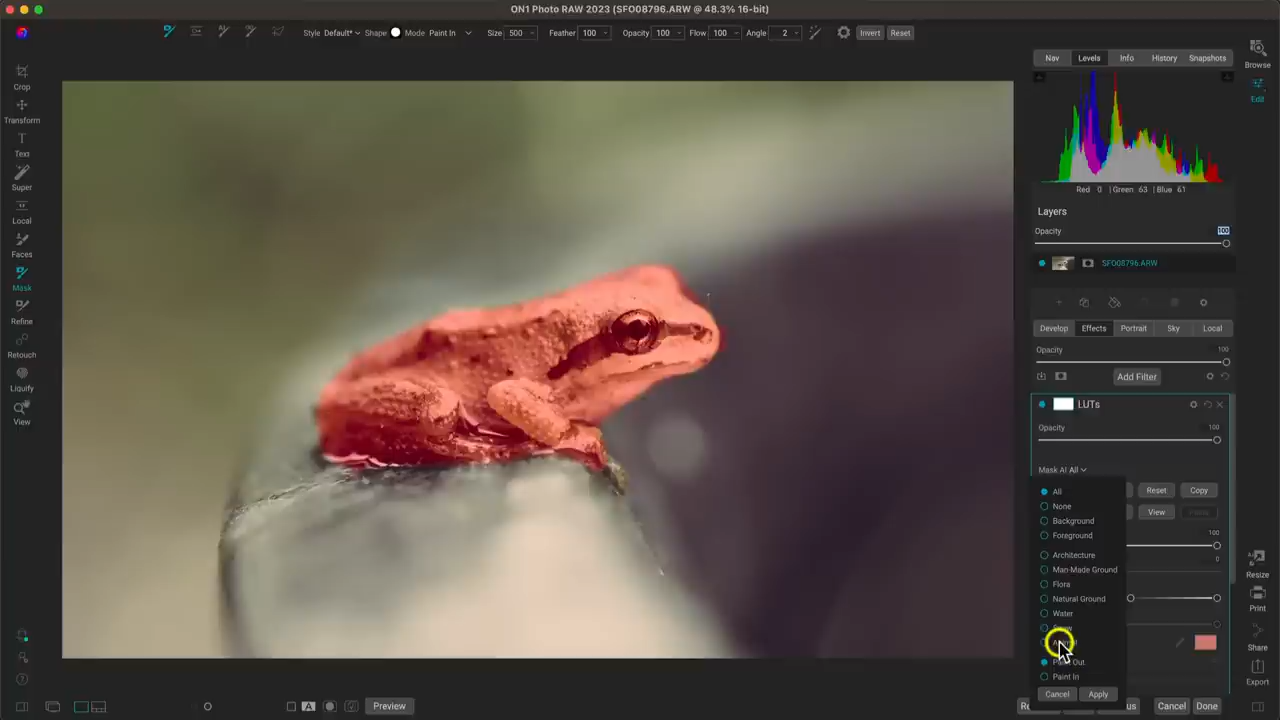 ON1 Photo RAW 2023 (SFO08796.ARW @ 48.3% 16-bit)
Style Default* Shape Mode Paint In Size 500 Feather 100 Opacity 100 Flow 100 Angle 2 Invert Reset
Crop
Transform
Text
Super
Local
Faces
Mask
Refine
Retouch
Liquify
View
Nav Levels Info History Snapshots
Red 0 | Green 63 | Blue 61
Layers
Opacity 100
SFO08796.ARW
Develop Effects Portrait Sky Local
Opacity 100
Add Filter
LUTs
Opacity 100
Mask AI All
All
None
Background
Foreground
Architecture
Man-Made Ground
Flora
Natural Ground
Water
Paint Out
Paint In
Cancel Apply
Reset Copy
View
100
0
Browse
Edit
Resize
Print
Share
Export
A Preview
Cancel Done